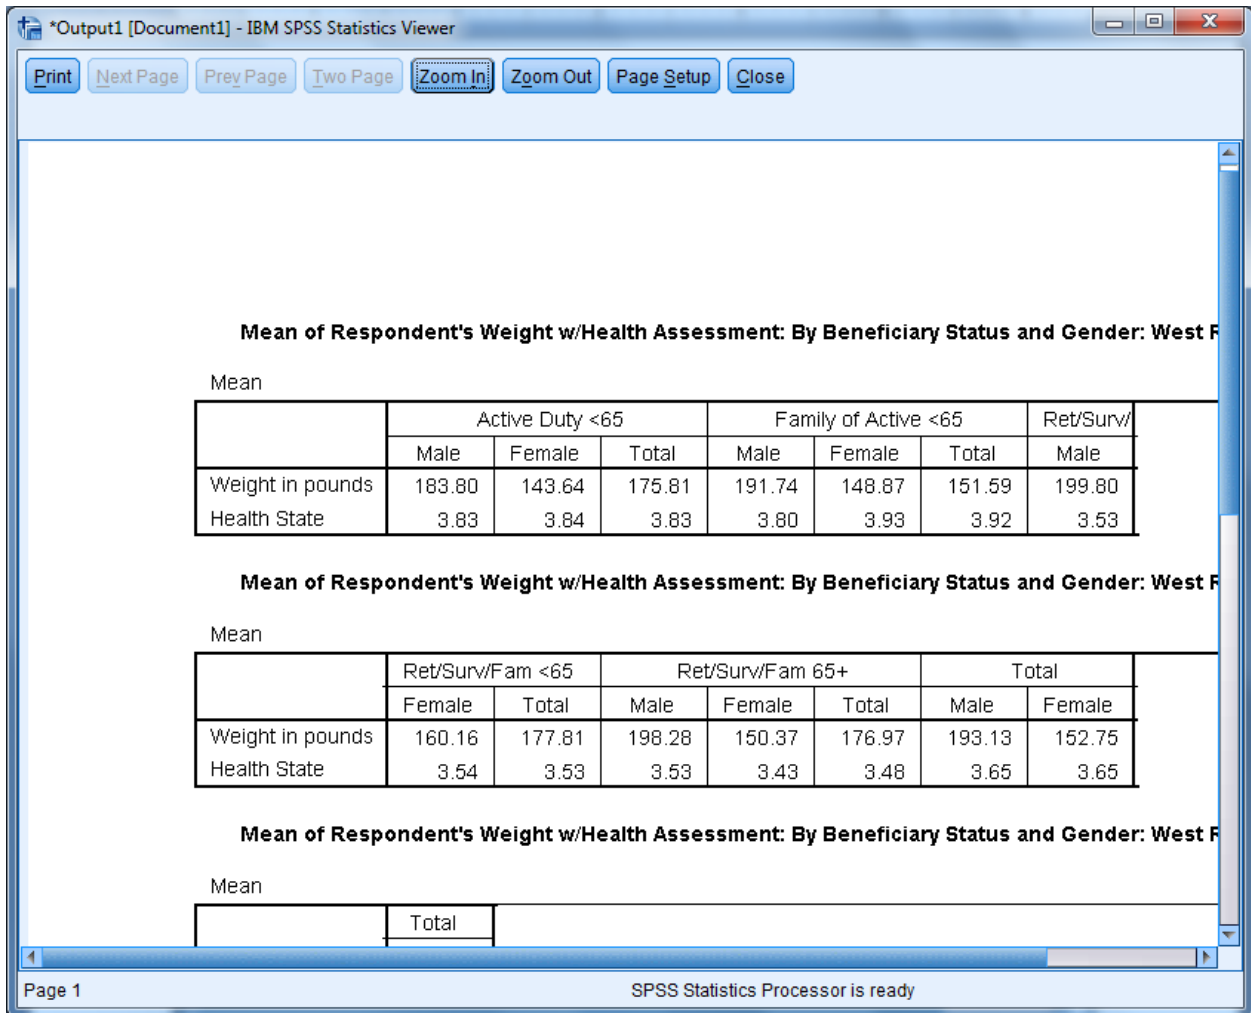 *Output1 [Document1] - IBM SPSS Statistics Viewer
Print Next Page Prev Page Two Page Zoom In Zoom Out Page Setup Close
Mean of Respondent's Weight w/Health Assessment: By Beneficiary Status and Gender: West R
Mean
Active Duty <65 Family of Active <65 Ret/Surv/
Male Female Total Male Female Total Male
Weight in pounds 183.80 143.64 175.81 191.74 148.87 151.59 199.80
Health State 3.83 3.84 3.83 3.80 3.93 3.92 3.53
Mean of Respondent's Weight w/Health Assessment: By Beneficiary Status and Gender: West R
Mean
Ret/Surv/Fam <65 Ret/Surv/Fam 65+ Total
Female Total Male Female Total Male Female
Weight in pounds 160.16 177.81 198.28 150.37 176.97 193.13 152.75
Health State 3.54 3.53 3.53 3.43 3.48 3.65 3.65
Mean of Respondent's Weight w/Health Assessment: By Beneficiary Status and Gender: West R
Mean
Total
Page 1 SPSS Statistics Processor is ready